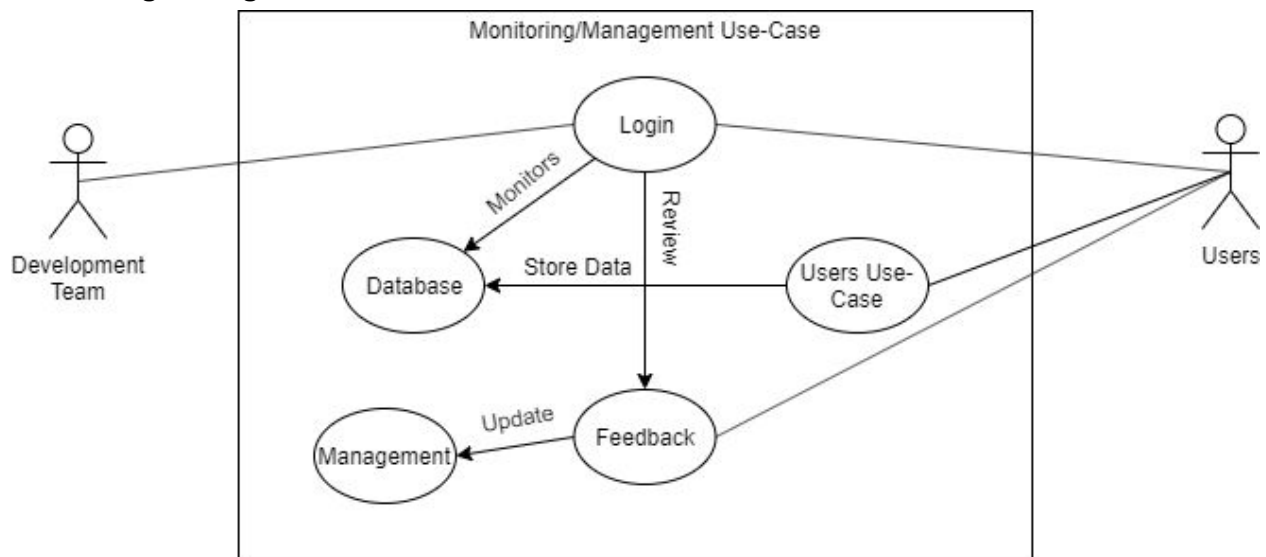 Monitoring/Management Use-Case
Login
Monitors
Review
Development
Team
Users
Database
Store Data
Users Use-
Case
Update
Feedback
Management